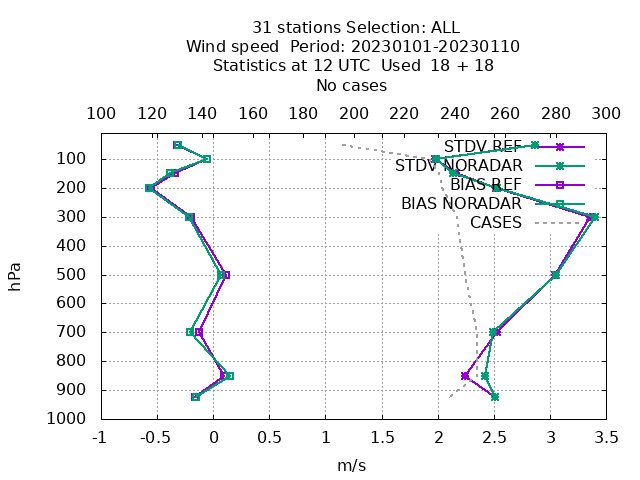 31 stations Selection: ALL
Wind speed  Period: 20230101-20230110
Statistics at 12 UTC  Used  18 + 18
No cases
100 120 140 160 180 200 220 240 260 280 300
STDV REF
STDV NORADAR
BIAS REF
BIAS NORADAR
CASES
hPa
100
200
300
400
500
600
700
800
900
1000
-1 -0.5 0 0.5 1 1.5 2 2.5 3 3.5
m/s